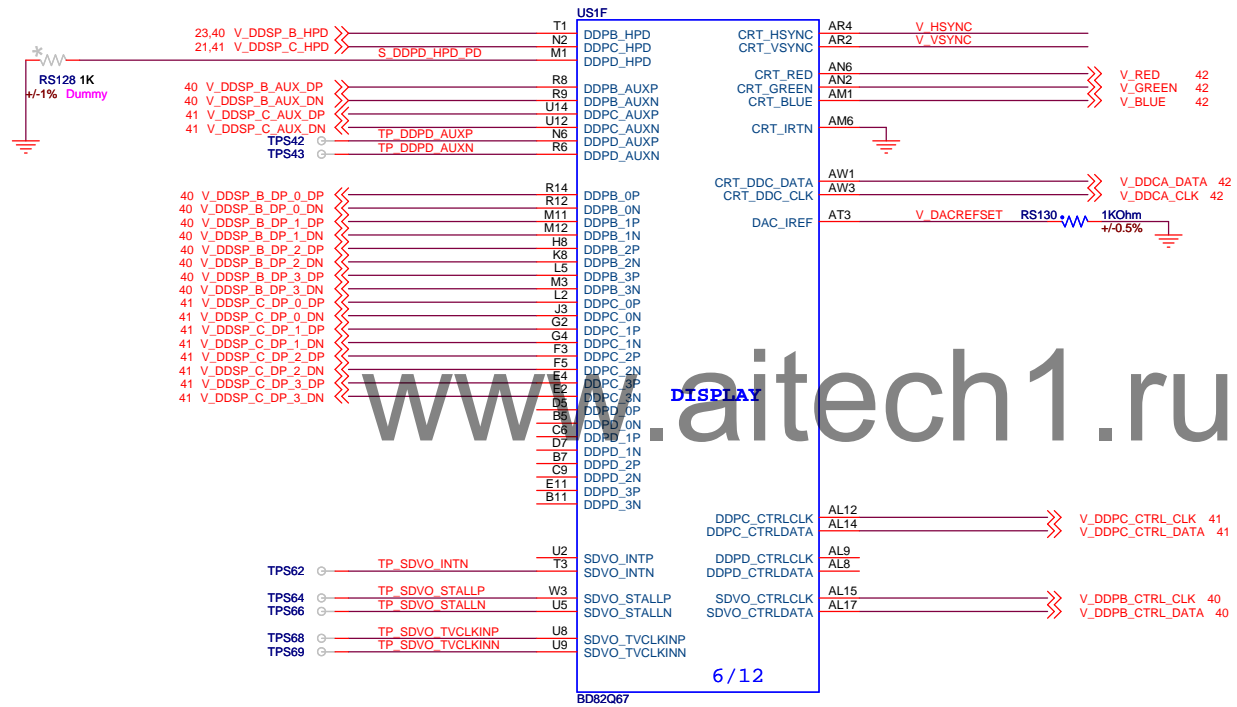 US1F
23,40 V_DDSP_B_HPD T1 DDPB_HPD CRT_HSYNC AR4 V_HSYNC
21,41 V_DDSP_C_HPD N2 DDPC_HPD CRT_VSYNC AR2 V_VSYNC
* S_DDPD_HPD_PD M1 DDPD_HPD
RS128 1K
+/-1% Dummy
CRT_RED AN6 V_RED 42
40 V_DDSP_B_AUX_DP R8 DDPB_AUXP CRT_GREEN AN2 V_GREEN 42
40 V_DDSP_B_AUX_DN R9 DDPB_AUXN CRT_BLUE AM1 V_BLUE 42
41 V_DDSP_C_AUX_DP U14 DDPC_AUXP
41 V_DDSP_C_AUX_DN U12 DDPC_AUXN CRT_IRTN AM6
TPS42 TP_DDPD_AUXP N6 DDPD_AUXP
TPS43 TP_DDPD_AUXN R6 DDPD_AUXN
CRT_DDC_DATA AW1 V_DDCA_DATA 42
40 V_DDSP_B_DP_0_DP R14 DDPB_0P CRT_DDC_CLK AW3 V_DDCA_CLK 42
40 V_DDSP_B_DP_0_DN R12 DDPB_0N
40 V_DDSP_B_DP_1_DP M11 DDPB_1P DAC_IREF AT3 V_DACREFSET RS130 1KOhm
+/-0.5%
40 V_DDSP_B_DP_1_DN M12 DDPB_1N
40 V_DDSP_B_DP_2_DP H8 DDPB_2P
40 V_DDSP_B_DP_2_DN K8 DDPB_2N
40 V_DDSP_B_DP_3_DP L5 DDPB_3P
40 V_DDSP_B_DP_3_DN M3 DDPB_3N
41 V_DDSP_C_DP_0_DP L2 DDPC_0P
41 V_DDSP_C_DP_0_DN J3 DDPC_0N
41 V_DDSP_C_DP_1_DP G2 DDPC_1P
41 V_DDSP_C_DP_1_DN G4 DDPC_1N
41 V_DDSP_C_DP_2_DP F3 DDPC_2P
41 V_DDSP_C_DP_2_DN F5 DDPC_2N
41 V_DDSP_C_DP_3_DP E4 DDPC_3P
41 V_DDSP_C_DP_3_DN E2 DDPC_3N
DISPLAY
www.aitech1.ru
D5 DDPD_0P
B5 DDPD_0N
C6 DDPD_1P
D7 DDPD_1N
B7 DDPD_2P
C9 DDPD_2N
E11 DDPD_3P
B11 DDPD_3N
DDPC_CTRLCLK AL12 V_DDPC_CTRL_CLK 41
DDPC_CTRLDATA AL14 V_DDPC_CTRL_DATA 41
U2 SDVO_INTP DDPD_CTRLCLK AL9
TPS62 TP_SDVO_INTN T3 SDVO_INTN DDPD_CTRLDATA AL8
TPS64 TP_SDVO_STALLP W3 SDVO_STALLP SDVO_CTRLCLK AL15 V_DDPB_CTRL_CLK 40
TPS66 TP_SDVO_STALLN U5 SDVO_STALLN SDVO_CTRLDATA AL17 V_DDPB_CTRL_DATA 40
TPS68 TP_SDVO_TVCLKINP U8 SDVO_TVCLKINP
TPS69 TP_SDVO_TVCLKINN U9 SDVO_TVCLKINN
6/12
BD82Q67